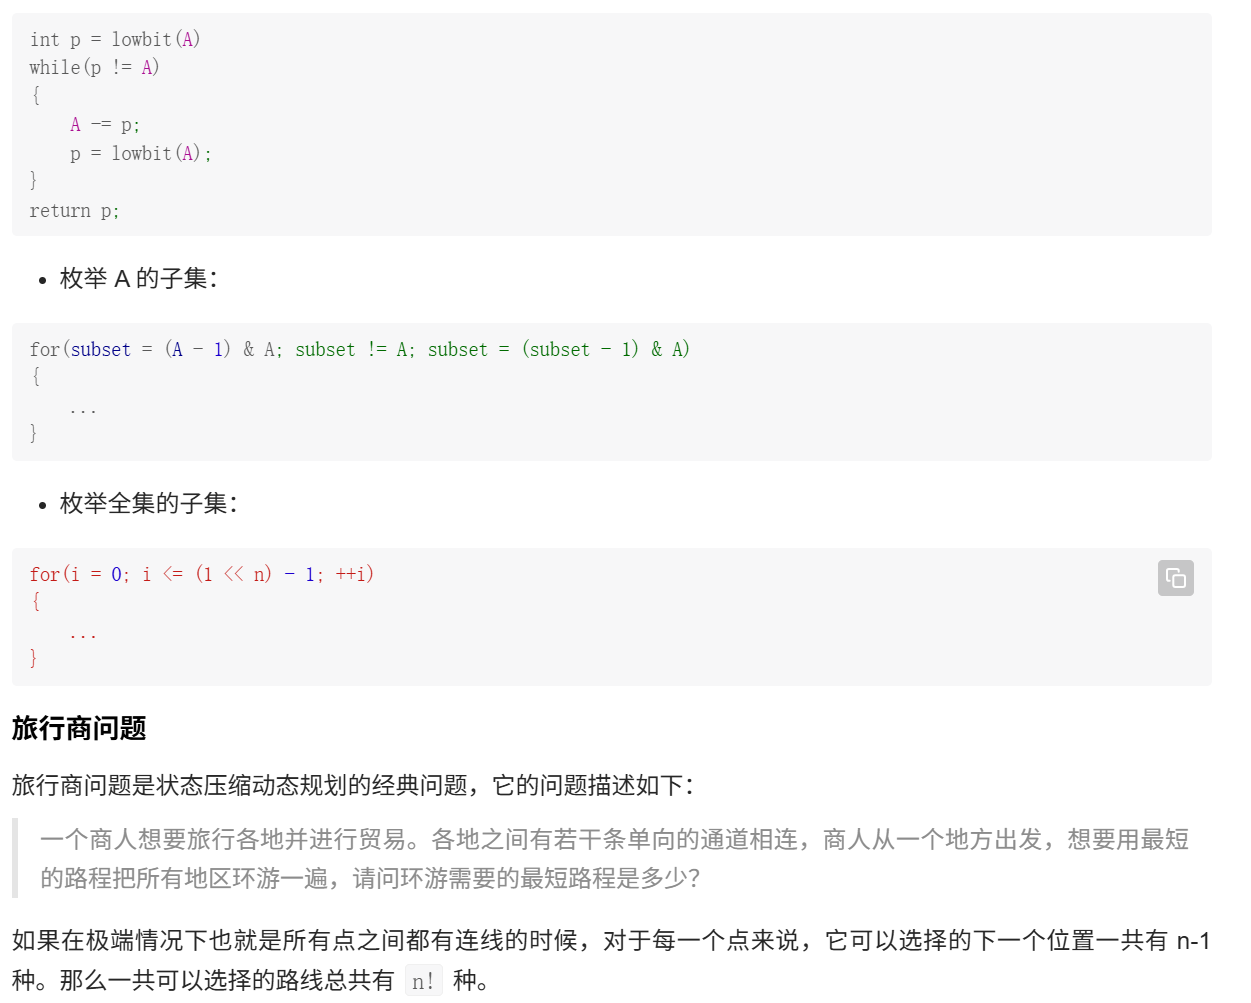 int p = lowbit(A)
while(p != A)
{
    A -= p;
    p = lowbit(A);
}
return p;
• 枚举 A 的子集：
for(subset = (A - 1) & A; subset != A; subset = (subset - 1) & A)
{
    ...
}
• 枚举全集的子集：
for(i = 0; i <= (1 << n) - 1; ++i)
{
    ...
}
旅行商问题
旅行商问题是状态压缩动态规划的经典问题，它的问题描述如下：
一个商人想要旅行各地并进行贸易。各地之间有若干条单向的通道相连，商人从一个地方出发，想要用最短
的路程把所有地区环游一遍，请问环游需要的最短路程是多少？
如果在极端情况下也就是所有点之间都有连线的时候，对于每一个点来说，它可以选择的下一个位置一共有 n-1
种。那么一共可以选择的路线总共有 n! 种。